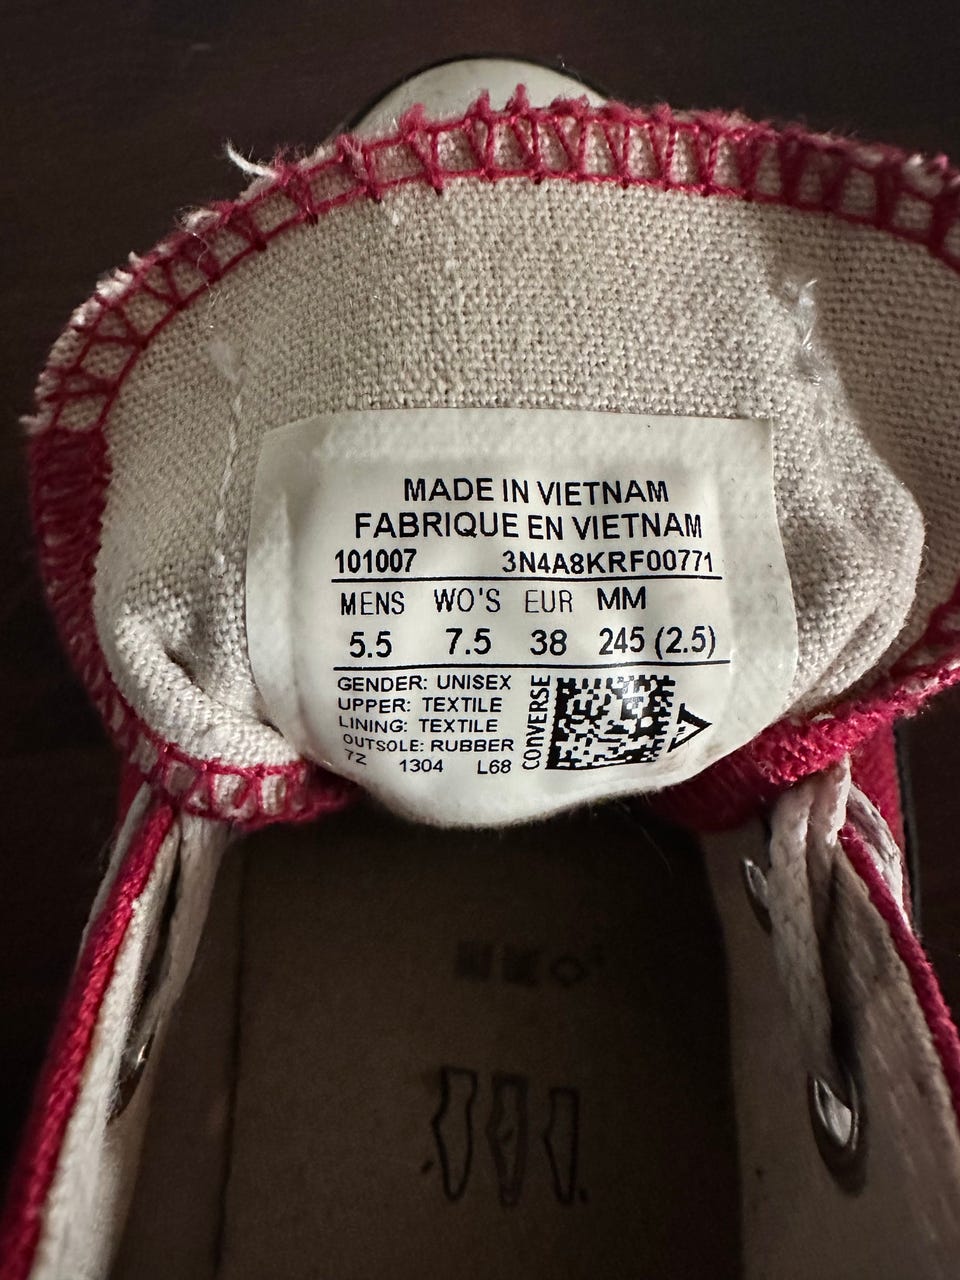 MADE IN VIETNAM
FABRIQUE EN VIETNAM
101007 3N4A8KRF00771
MENS WO'S EUR MM
5.5 7.5 38 245 (2.5)
GENDER: UNISEX
UPPER: TEXTILE
LINING: TEXTILE
OUTSOLE: RUBBER
72 1304 L68
CONVERSE